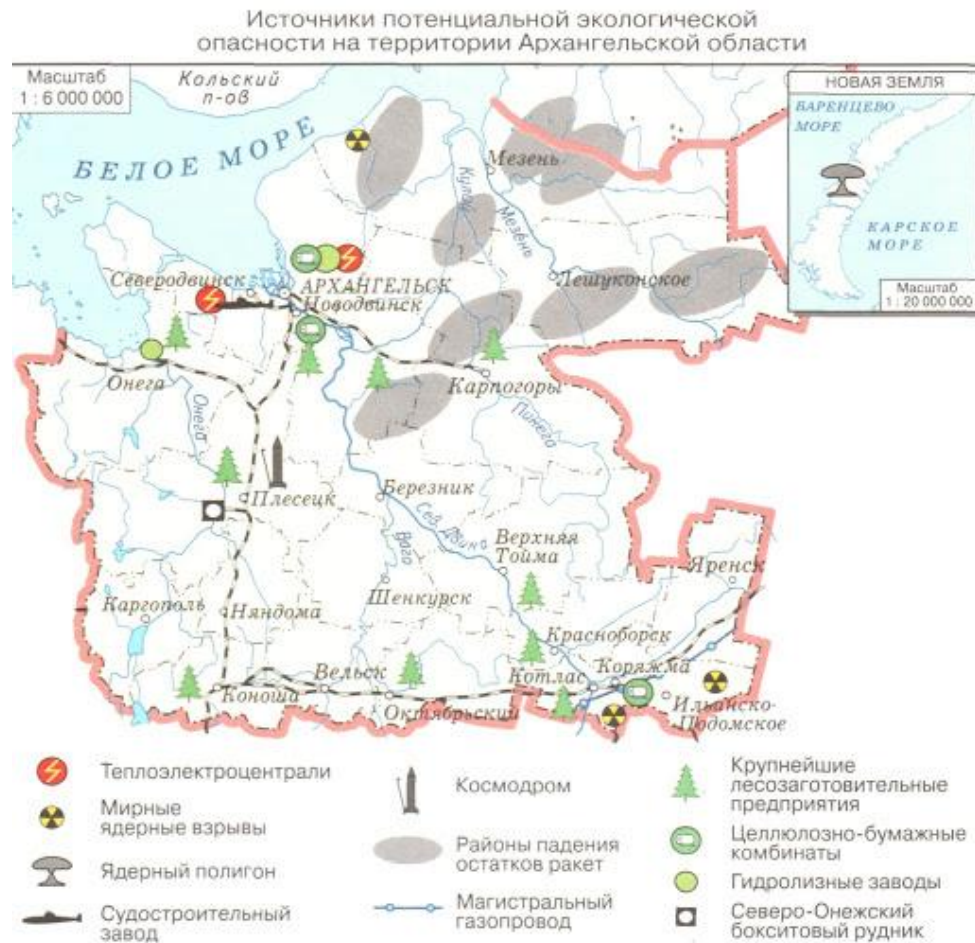 Источники потенциальной экологической
опасности на территории Архангельской области
Масштаб
1 : 6 000 000
Кольский
п-ов
НОВАЯ ЗЕМЛЯ
БАРЕНЦЕВО
МОРЕ
КАРСКОЕ
МОРЕ
Масштаб
1 : 20 000 000
БЕЛОЕ МОРЕ
Мезень
Кулой
Мезень
Лешуконское
Северодвинск
АРХАНГЕЛЬСК
Новодвинск
Онега
Онега
Карпогоры
Пинега
Плесецк
Березник
Сев. Двина
Вага
Верхняя
Тойма
Яренск
Шенкурск
Каргополь
Няндома
Красноборск
Вельск
Котлас
Коряжма
Коноша
Октябрьский
Ильинско-
Подомское
Теплоэлектроцентрали
Мирные
ядерные взрывы
Ядерный полигон
Судостроительный
завод
Космодром
Районы падения
остатков ракет
Магистральный
газопровод
Крупнейшие
лесозаготовительные
предприятия
Целлюлозно-бумажные
комбинаты
Гидролизные заводы
Северо-Онежский
бокситовый рудник